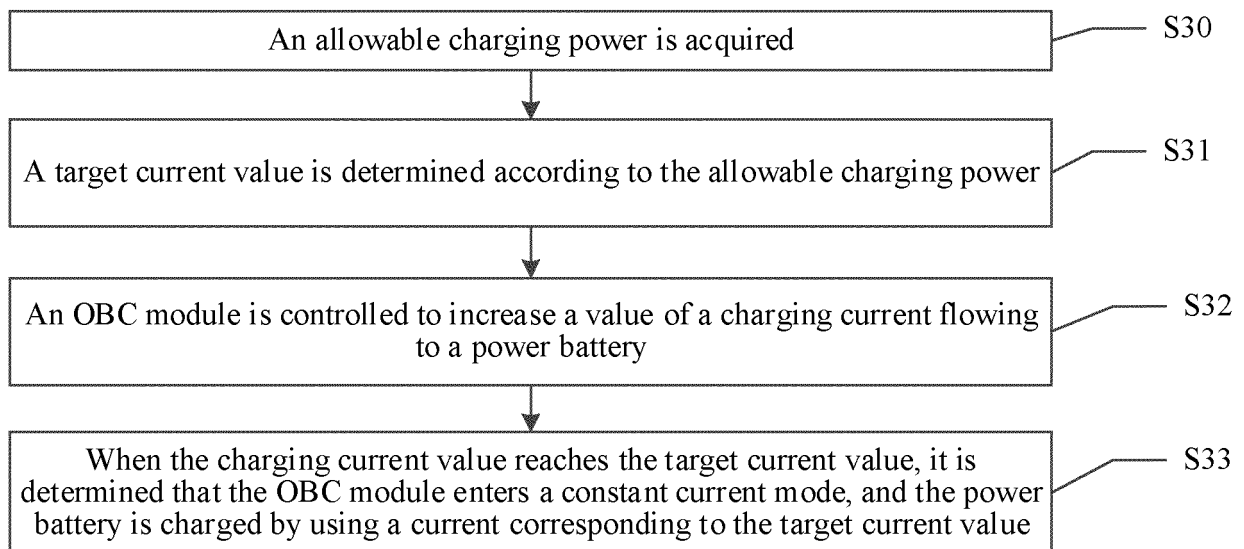 An allowable charging power is acquired
S30
A target current value is determined according to the allowable charging power
S31
An OBC module is controlled to increase a value of a charging current flowing
to a power battery
S32
When the charging current value reaches the target current value, it is
determined that the OBC module enters a constant current mode, and the power
battery is charged by using a current corresponding to the target current value
S33